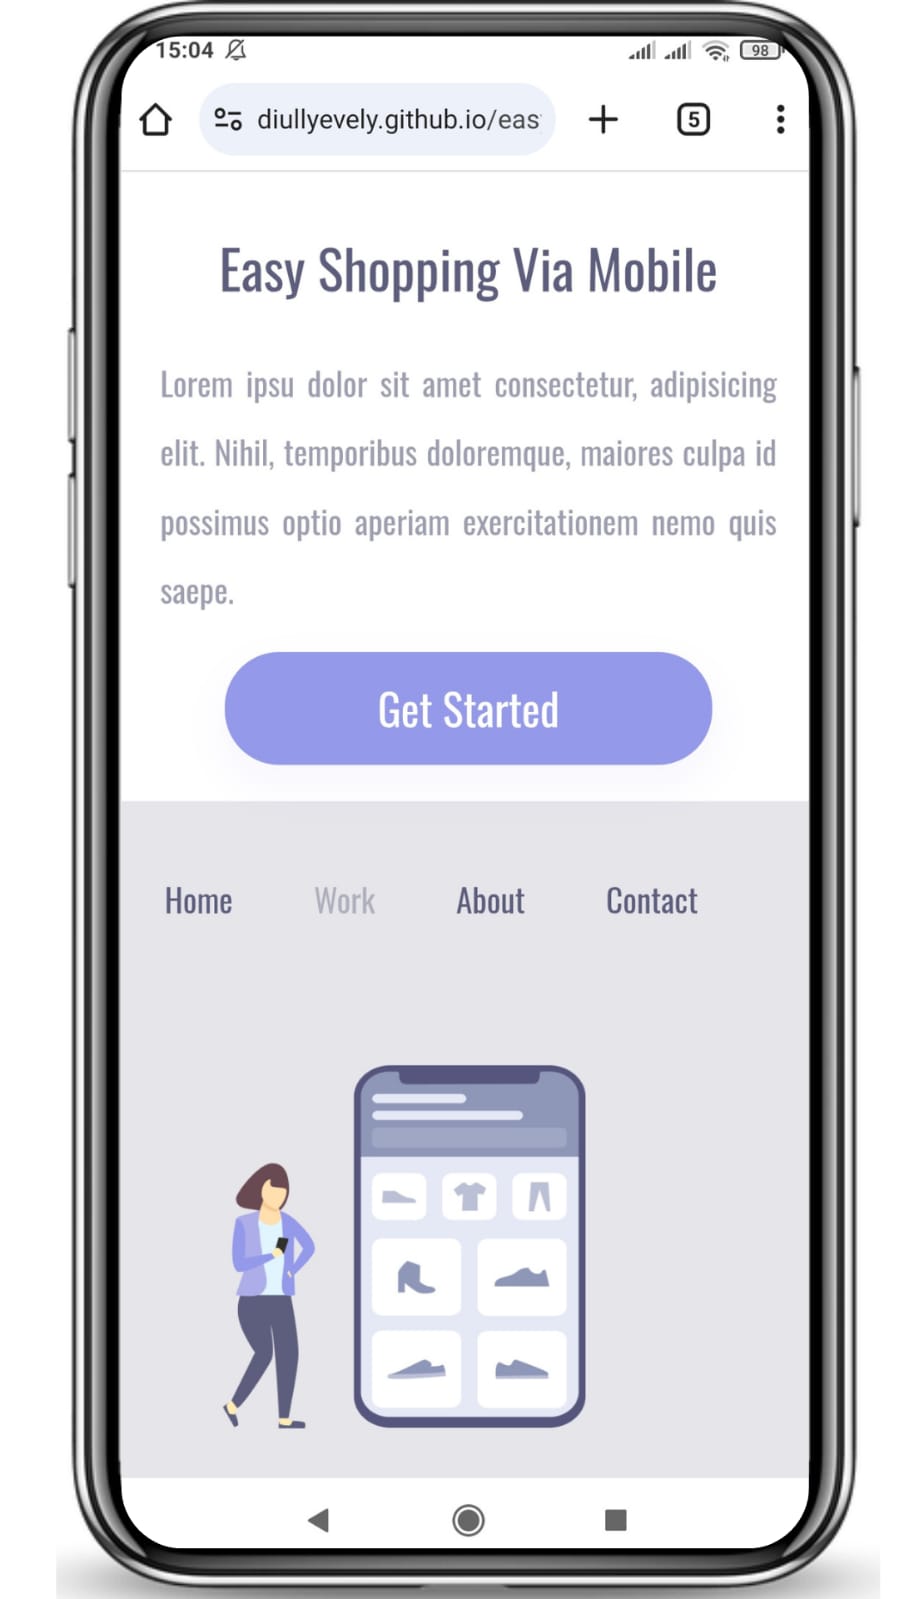 15:04
98
diullyevely.github.io/eas
5
Easy Shopping Via Mobile
Lorem ipsu dolor sit amet consectetur, adipisicing
elit. Nihil, temporibus doloremque, maiores culpa id
possimus optio aperiam exercitationem nemo quis
saepe.
Get Started
Home Work About Contact